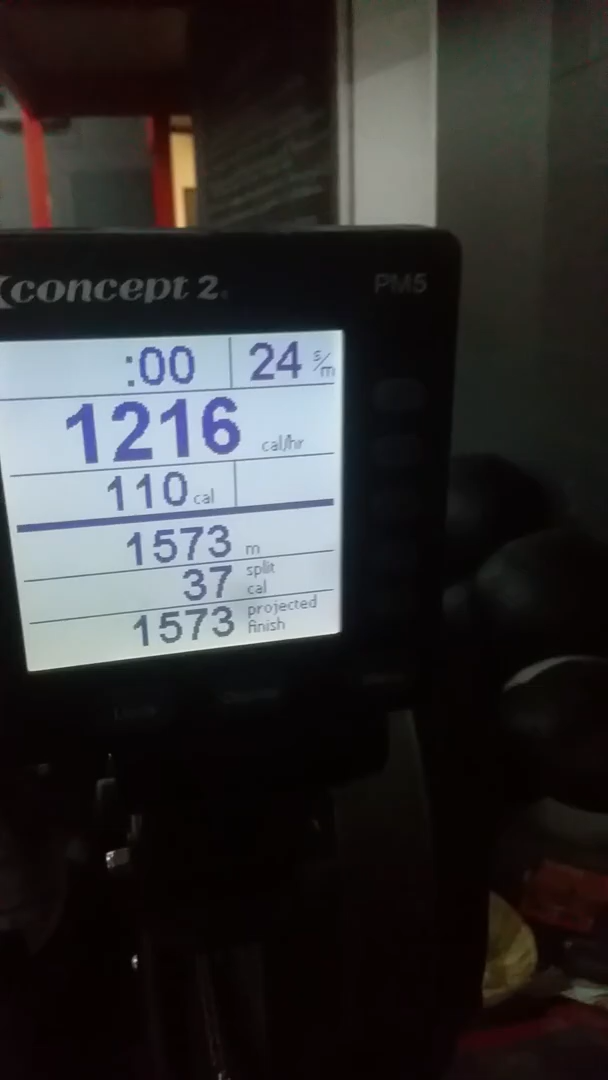 concept 2
PM5
:00 24 s/m
1216 cal/hr
110 cal
1573 m
37 split cal
1573 projected finish